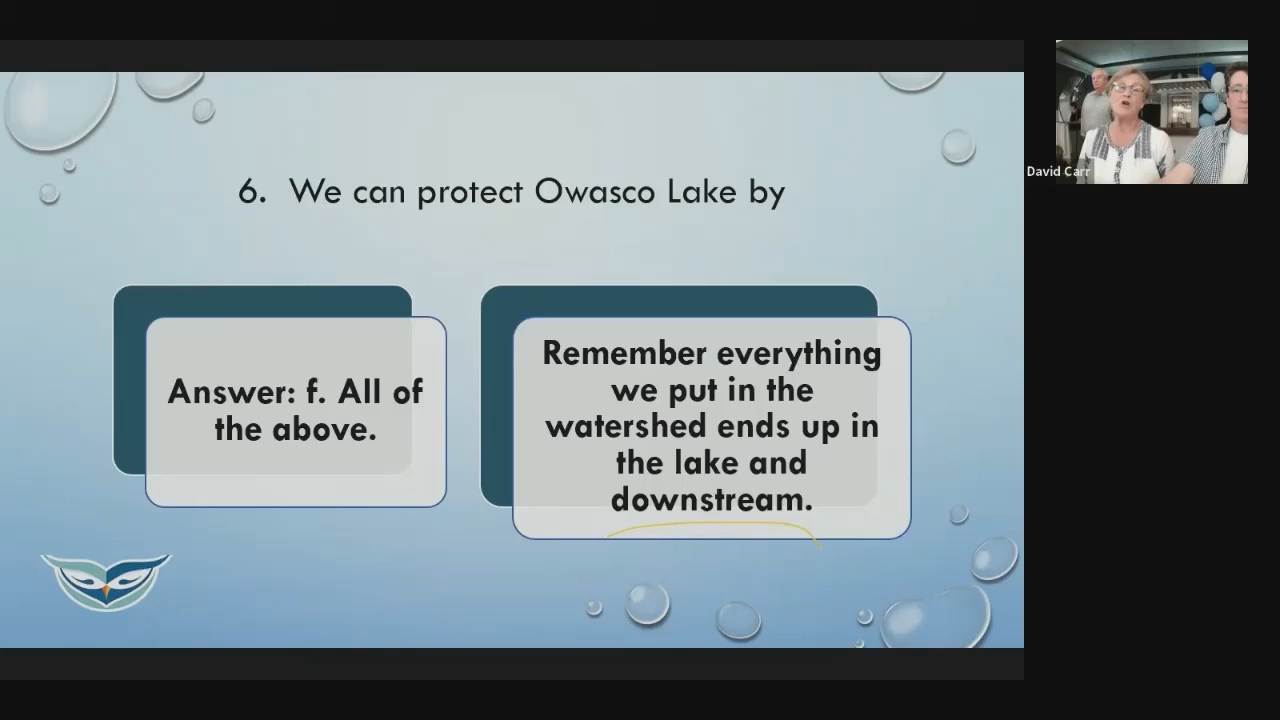 6. We can protect Owasco Lake by
Answer: f. All of
the above.
Remember everything
we put in the
watershed ends up in
the lake and
downstream.
David Carr